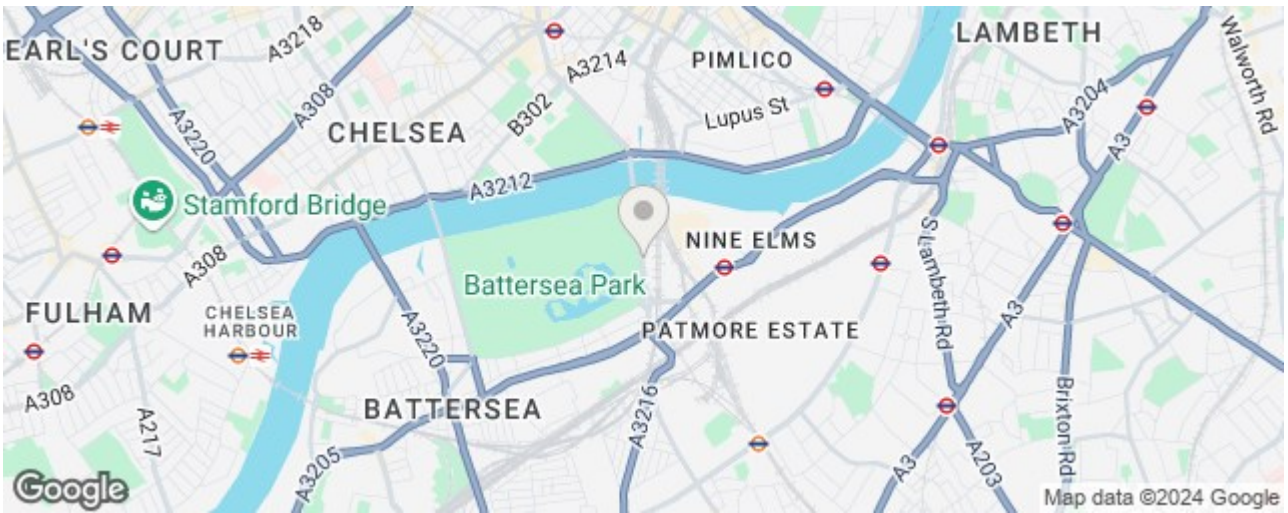 EARL'S COURT
A3218
A308
A3220
CHELSEA
B302
A3214
PIMLICO
Lupus St
LAMBETH
A3204
A3
Walworth Rd
A3212
Stamford Bridge
A308
FULHAM
CHELSEA
HARBOUR
A3220
Battersea Park
NINE ELMS
PATMORE ESTATE
S Lambeth Rd
A3
A308
A217
BATTERSEA
A3205
A3216
A3
A203
Brixton Rd
Google
Map data ©2024 Google